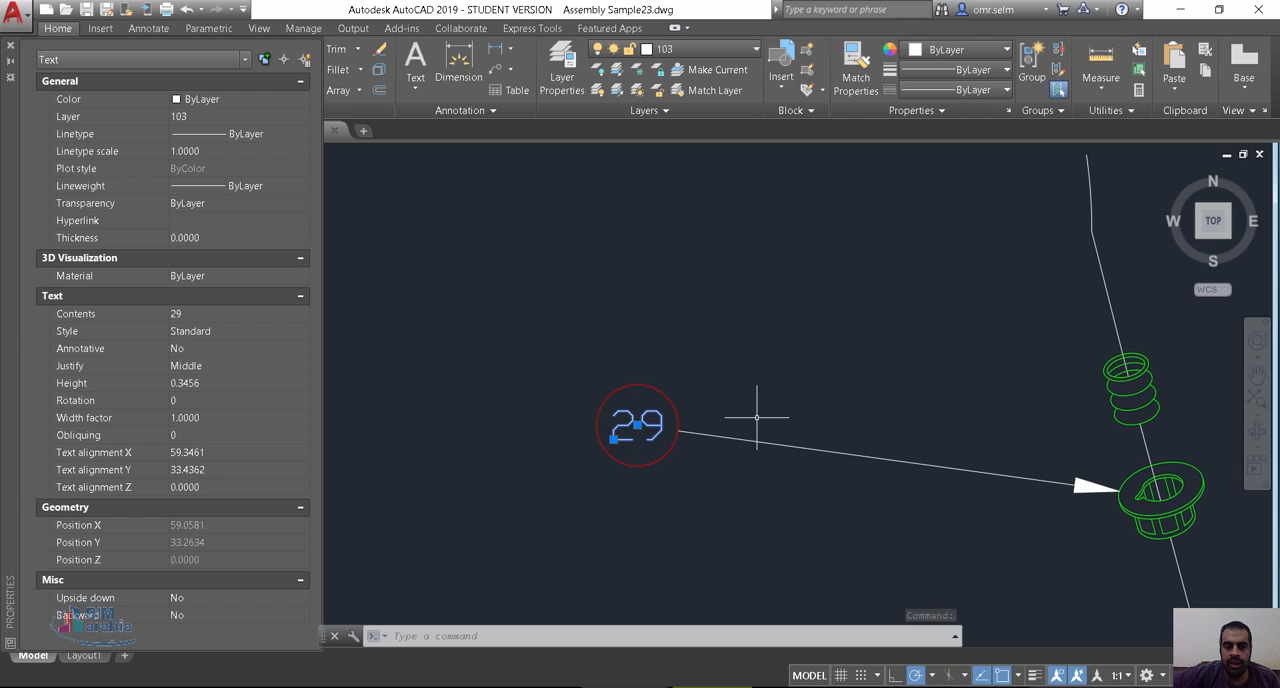 Autodesk AutoCAD 2019 - STUDENT VERSION Assembly Sample23.dwg
Type a keyword or phrase
omr.selm
Home Insert Annotate Parametric View Manage Output Add-ins Collaborate Express Tools Featured Apps
Text
Trim
Fillet
Array
Text
Dimension
Table
Annotation
Layer Properties
103
Make Current
Match Layer
Layers
Insert
Block
Match Properties
ByLayer
ByLayer
ByLayer
Properties
Group
Groups
Measure
Utilities
Paste
Clipboard
Base
View
General
Color ByLayer
Layer 103
Linetype ByLayer
Linetype scale 1.0000
Plot style ByColor
Lineweight ByLayer
Transparency ByLayer
Hyperlink
Thickness 0.0000
3D Visualization
Material ByLayer
Text
Contents 29
Style Standard
Annotative No
Justify Middle
Height 0.3456
Rotation 0
Width factor 1.0000
Obliquing 0
Text alignment X 59.3461
Text alignment Y 33.4362
Text alignment Z 0.0000
Geometry
Position X 59.0581
Position Y 33.2634
Position Z 0.0000
Misc
Upside down No
Backward No
PROPERTIES
BIM arabia
29
N
W TOP E
S
WCS
Command:
Type a command
Model Layout1
MODEL 1:1